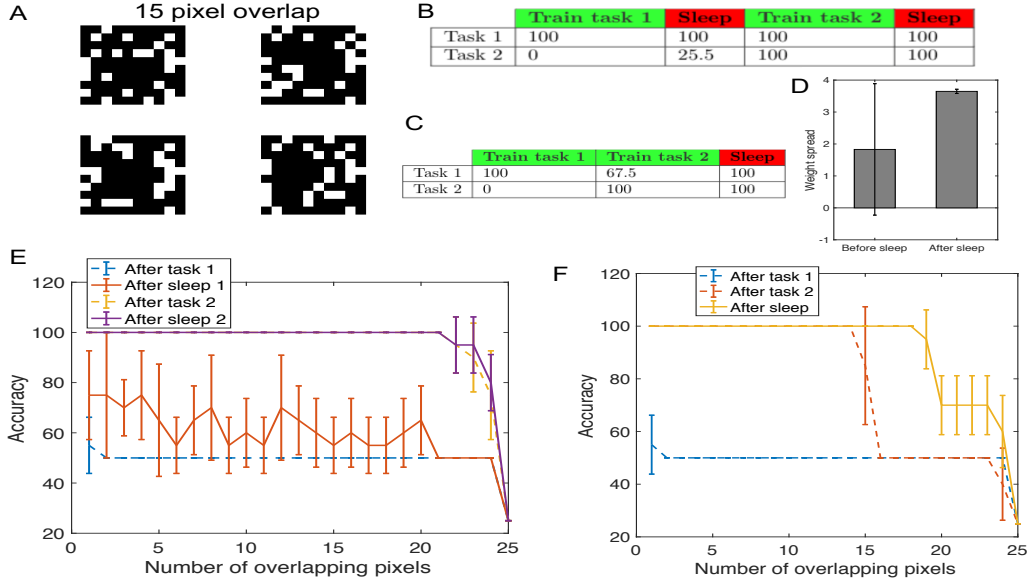 A
15 pixel overlap
B
Train task 1 Sleep Train task 2 Sleep
Task 1 100 100 100 100
Task 2 0 25.5 100 100
C
Train task 1 Train task 2 Sleep
Task 1 100 67.5 100
Task 2 0 100 100
D
4
3
2
1
0
-1
Weight spread
Before sleep After sleep
E
After task 1
After sleep 1
After task 2
After sleep 2
120
100
80
60
40
20
Accuracy
0 5 10 15 20 25
Number of overlapping pixels
F
After task 1
After task 2
After sleep
120
100
80
60
40
20
Accuracy
0 5 10 15 20 25
Number of overlapping pixels